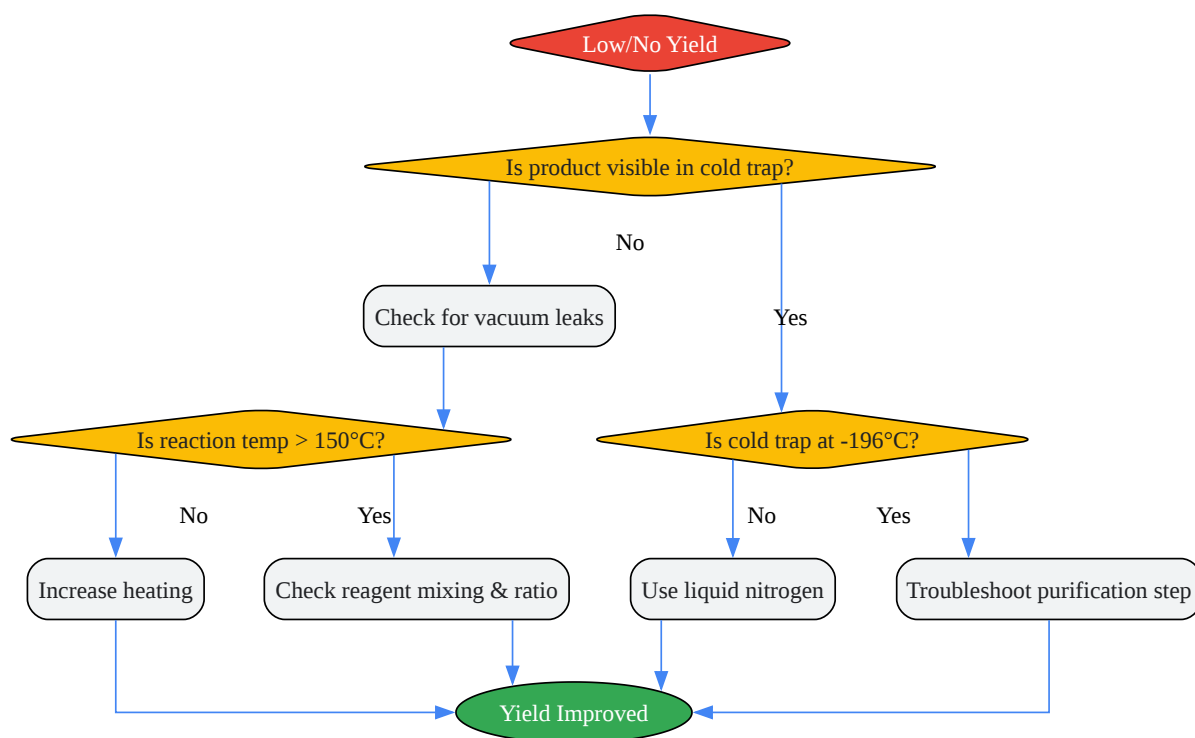 Low/No Yield
Is product visible in cold trap?
No
Check for vacuum leaks
Yes
Is reaction temp > 150°C?
Is cold trap at -196°C?
No
Yes
No
Yes
Increase heating
Check reagent mixing & ratio
Use liquid nitrogen
Troubleshoot purification step
Yield Improved